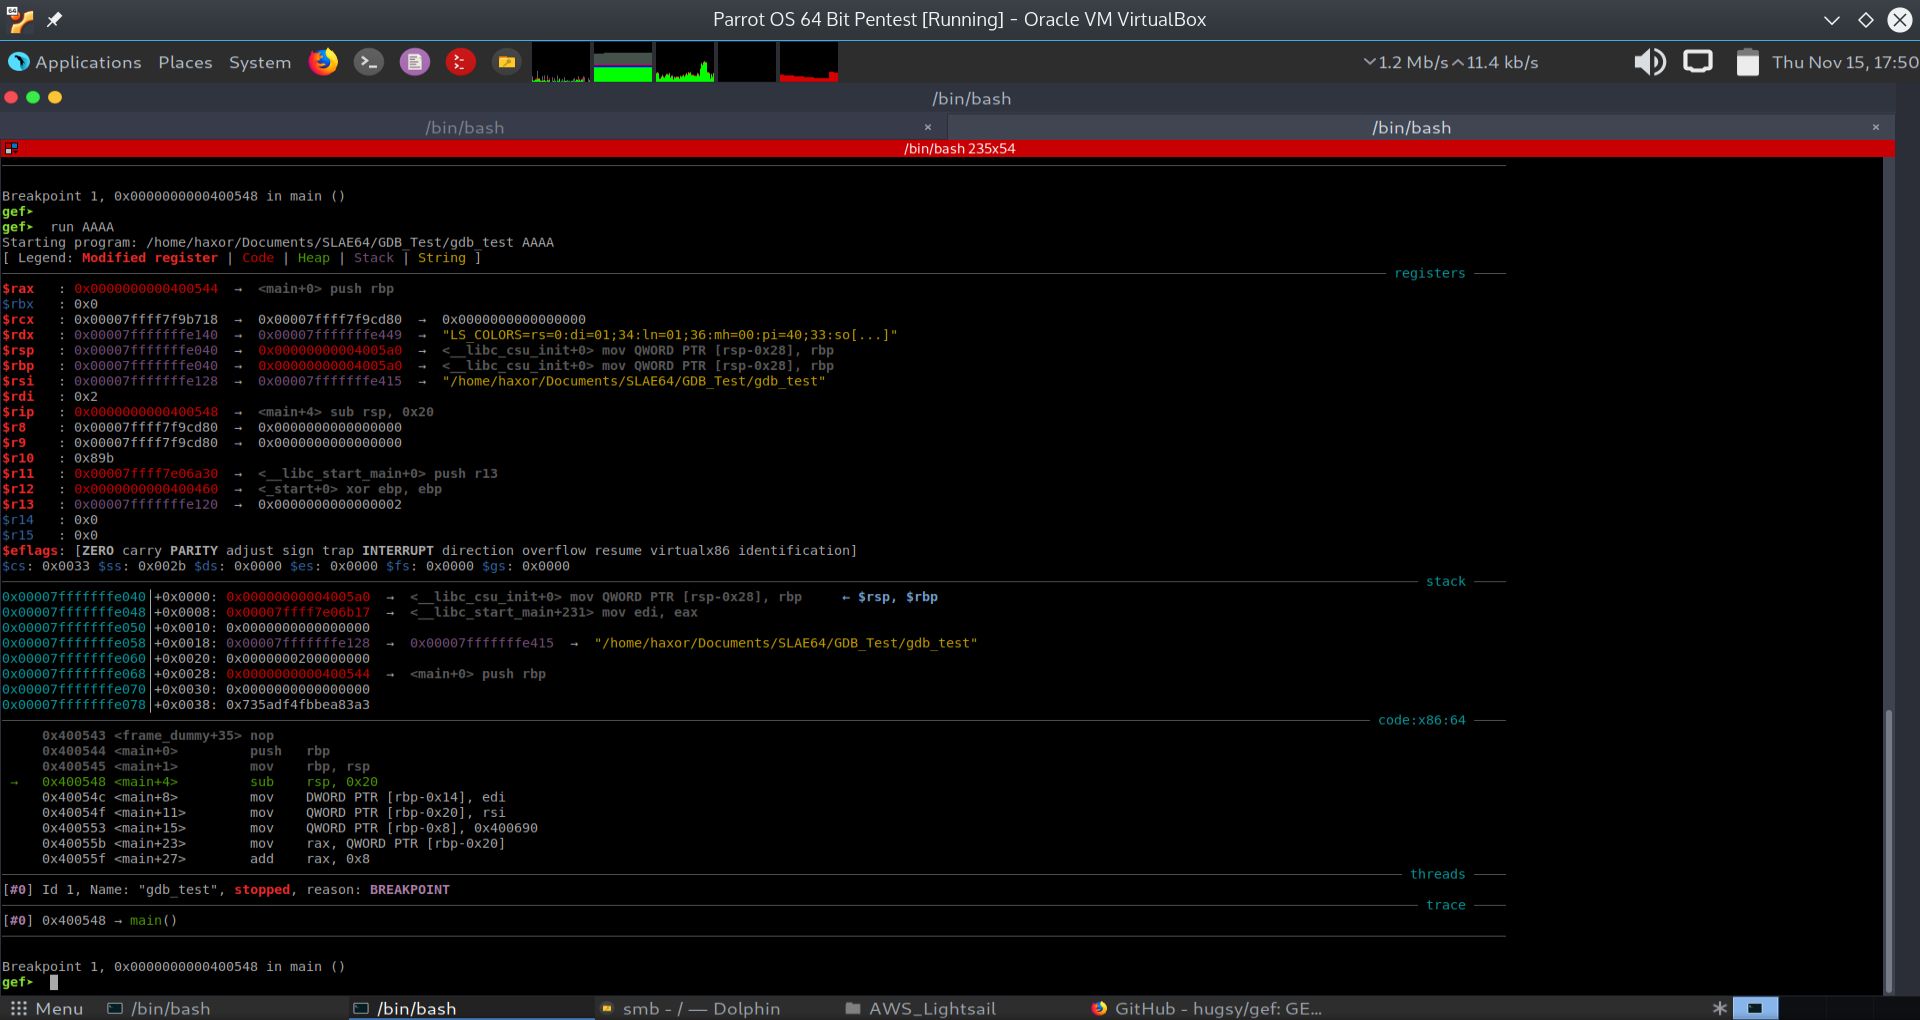 Parrot OS 64 Bit Pentest [Running] - Oracle VM VirtualBox
Applications Places System 1.2 Mb/s 11.4 kb/s Thu Nov 15, 17:50
/bin/bash
/bin/bash × /bin/bash ×
/bin/bash 235x54
Breakpoint 1, 0x0000000000400548 in main ()
gef➤
gef➤  run AAAA
Starting program: /home/haxor/Documents/SLAE64/GDB_Test/gdb_test AAAA
[ Legend: Modified register | Code | Heap | Stack | String ]
registers
$rax   : 0x0000000000400544  →  <main+0> push rbp
$rbx   : 0x0
$rcx   : 0x00007ffff7f9b718  →  0x00007ffff7f9cd80  →  0x0000000000000000
$rdx   : 0x00007fffffffe140  →  0x00007fffffffe449  →  "LS_COLORS=rs=0:di=01;34:ln=01;36:mh=00:pi=40;33:so[...]"
$rsp   : 0x00007fffffffe040  →  0x00000000004005a0  →  <__libc_csu_init+0> mov QWORD PTR [rsp-0x28], rbp
$rbp   : 0x00007fffffffe040  →  0x00000000004005a0  →  <__libc_csu_init+0> mov QWORD PTR [rsp-0x28], rbp
$rsi   : 0x00007fffffffe128  →  0x00007fffffffe415  →  "/home/haxor/Documents/SLAE64/GDB_Test/gdb_test"
$rdi   : 0x2
$rip   : 0x0000000000400548  →  <main+4> sub rsp, 0x20
$r8    : 0x00007ffff7f9cd80  →  0x0000000000000000
$r9    : 0x00007ffff7f9cd80  →  0x0000000000000000
$r10   : 0x89b
$r11   : 0x00007ffff7e06a30  →  <__libc_start_main+0> push r13
$r12   : 0x0000000000400460  →  <_start+0> xor ebp, ebp
$r13   : 0x00007fffffffe120  →  0x0000000000000002
$r14   : 0x0
$r15   : 0x0
$eflags: [ZERO carry PARITY adjust sign trap INTERRUPT direction overflow resume virtualx86 identification]
$cs: 0x0033 $ss: 0x002b $ds: 0x0000 $es: 0x0000 $fs: 0x0000 $gs: 0x0000
stack
0x00007fffffffe040│+0x0000: 0x00000000004005a0  →  <__libc_csu_init+0> mov QWORD PTR [rsp-0x28], rbp     ← $rsp, $rbp
0x00007fffffffe048│+0x0008: 0x00007ffff7e06b17  →  <__libc_start_main+231> mov edi, eax
0x00007fffffffe050│+0x0010: 0x0000000000000000
0x00007fffffffe058│+0x0018: 0x00007fffffffe128  →  0x00007fffffffe415  →  "/home/haxor/Documents/SLAE64/GDB_Test/gdb_test"
0x00007fffffffe060│+0x0020: 0x0000000200000000
0x00007fffffffe068│+0x0028: 0x0000000000400544  →  <main+0> push rbp
0x00007fffffffe070│+0x0030: 0x0000000000000000
0x00007fffffffe078│+0x0038: 0x735adf4fbbea83a3
code:x86:64
0x400543 <frame_dummy+35> nop
0x400544 <main+0>         push   rbp
0x400545 <main+1>         mov    rbp, rsp
→   0x400548 <main+4>         sub    rsp, 0x20
0x40054c <main+8>         mov    DWORD PTR [rbp-0x14], edi
0x40054f <main+11>        mov    QWORD PTR [rbp-0x20], rsi
0x400553 <main+15>        mov    QWORD PTR [rbp-0x8], 0x400690
0x40055b <main+23>        mov    rax, QWORD PTR [rbp-0x20]
0x40055f <main+27>        add    rax, 0x8
threads
[#0] Id 1, Name: "gdb_test", stopped, reason: BREAKPOINT
trace
[#0] 0x400548 → main()
Breakpoint 1, 0x0000000000400548 in main ()
gef➤
Menu /bin/bash /bin/bash smb - / — Dolphin AWS_Lightsail GitHub - hugsy/gef: GE...